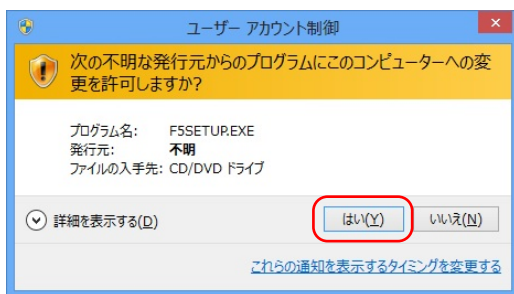 ユーザー アカウント制御
次の不明な発行元からのプログラムにこのコンピューターへの変
更を許可しますか?
プログラム名: F5SETUP.EXE
発行元: 不明
ファイルの入手先: CD/DVD ドライブ
詳細を表示する(D) はい(Y) いいえ(N)
これらの通知を表示するタイミングを変更する